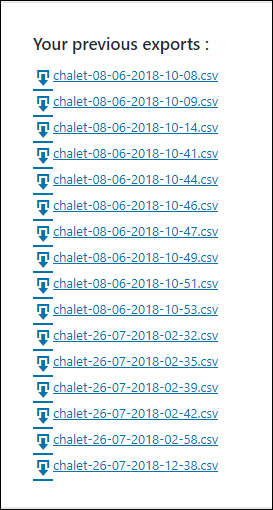 Your previous exports :
chalet-08-06-2018-10-08.csv
chalet-08-06-2018-10-09.csv
chalet-08-06-2018-10-14.csv
chalet-08-06-2018-10-41.csv
chalet-08-06-2018-10-44.csv
chalet-08-06-2018-10-46.csv
chalet-08-06-2018-10-47.csv
chalet-08-06-2018-10-49.csv
chalet-08-06-2018-10-51.csv
chalet-08-06-2018-10-53.csv
chalet-26-07-2018-02-32.csv
chalet-26-07-2018-02-35.csv
chalet-26-07-2018-02-39.csv
chalet-26-07-2018-02-42.csv
chalet-26-07-2018-02-58.csv
chalet-26-07-2018-12-38.csv